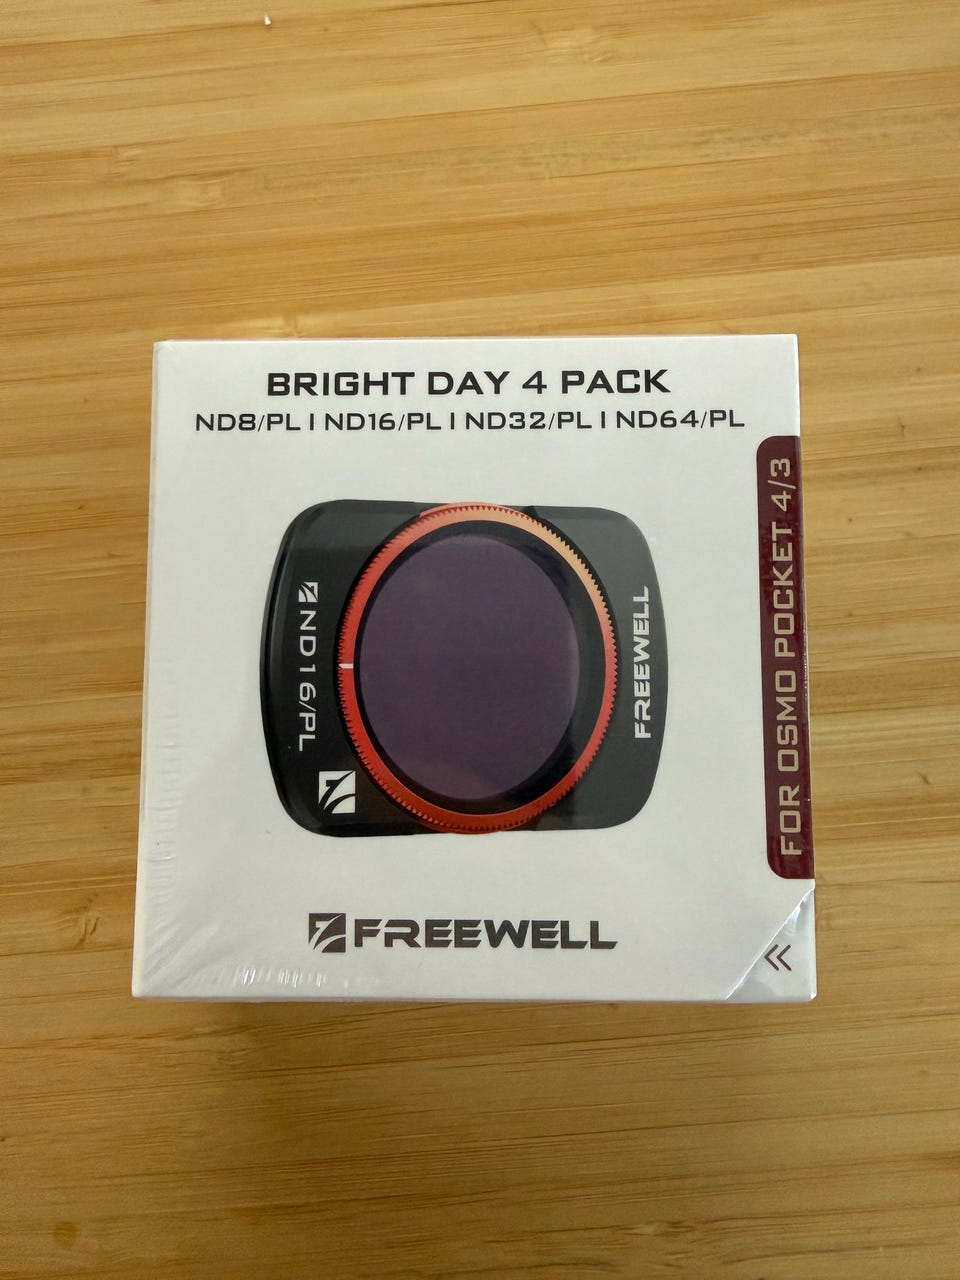 BRIGHT DAY 4 PACK
ND8/PL | ND16/PL | ND32/PL | ND64/PL
FOR OSMO POCKET 4/3
ND16/PL
FREEWELL
FREEWELL